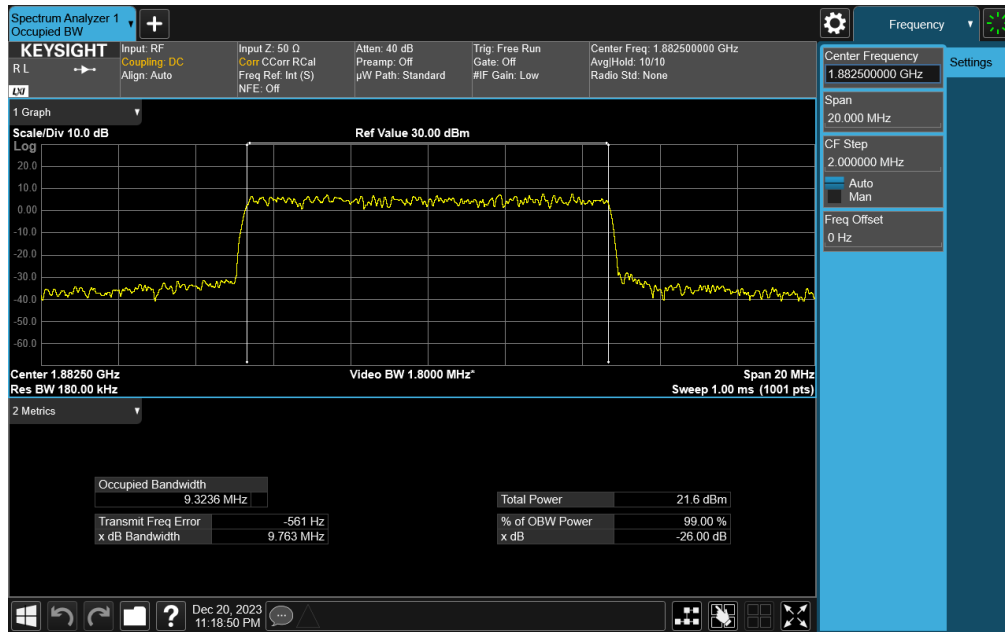 Spectrum Analyzer 1
Occupied BW
Frequency
KEYSIGHT
R L
LXI
Input: RF
Coupling: DC
Align: Auto
Input Z: 50 Ω
Corr CCorr RCal
Freq Ref: Int (S)
NFE: Off
Atten: 40 dB
Preamp: Off
µW Path: Standard
Trig: Free Run
Gate: Off
#IF Gain: Low
Center Freq: 1.882500000 GHz
Avg|Hold: 10/10
Radio Std: None
Center Frequency
1.882500000 GHz
Settings
Span
20.000 MHz
CF Step
2.000000 MHz
Auto
Man
Freq Offset
0 Hz
1 Graph
Scale/Div 10.0 dB
Ref Value 30.00 dBm
Log
20.0
10.0
0.00
-10.0
-20.0
-30.0
-40.0
-50.0
-60.0
Center 1.88250 GHz
Video BW 1.8000 MHz*
Span 20 MHz
Res BW 180.00 kHz
Sweep 1.00 ms (1001 pts)
2 Metrics
Occupied Bandwidth
9.3236 MHz
Total Power 21.6 dBm
Transmit Freq Error -561 Hz
% of OBW Power 99.00 %
x dB Bandwidth 9.763 MHz
x dB -26.00 dB
?
Dec 20, 2023
11:18:50 PM